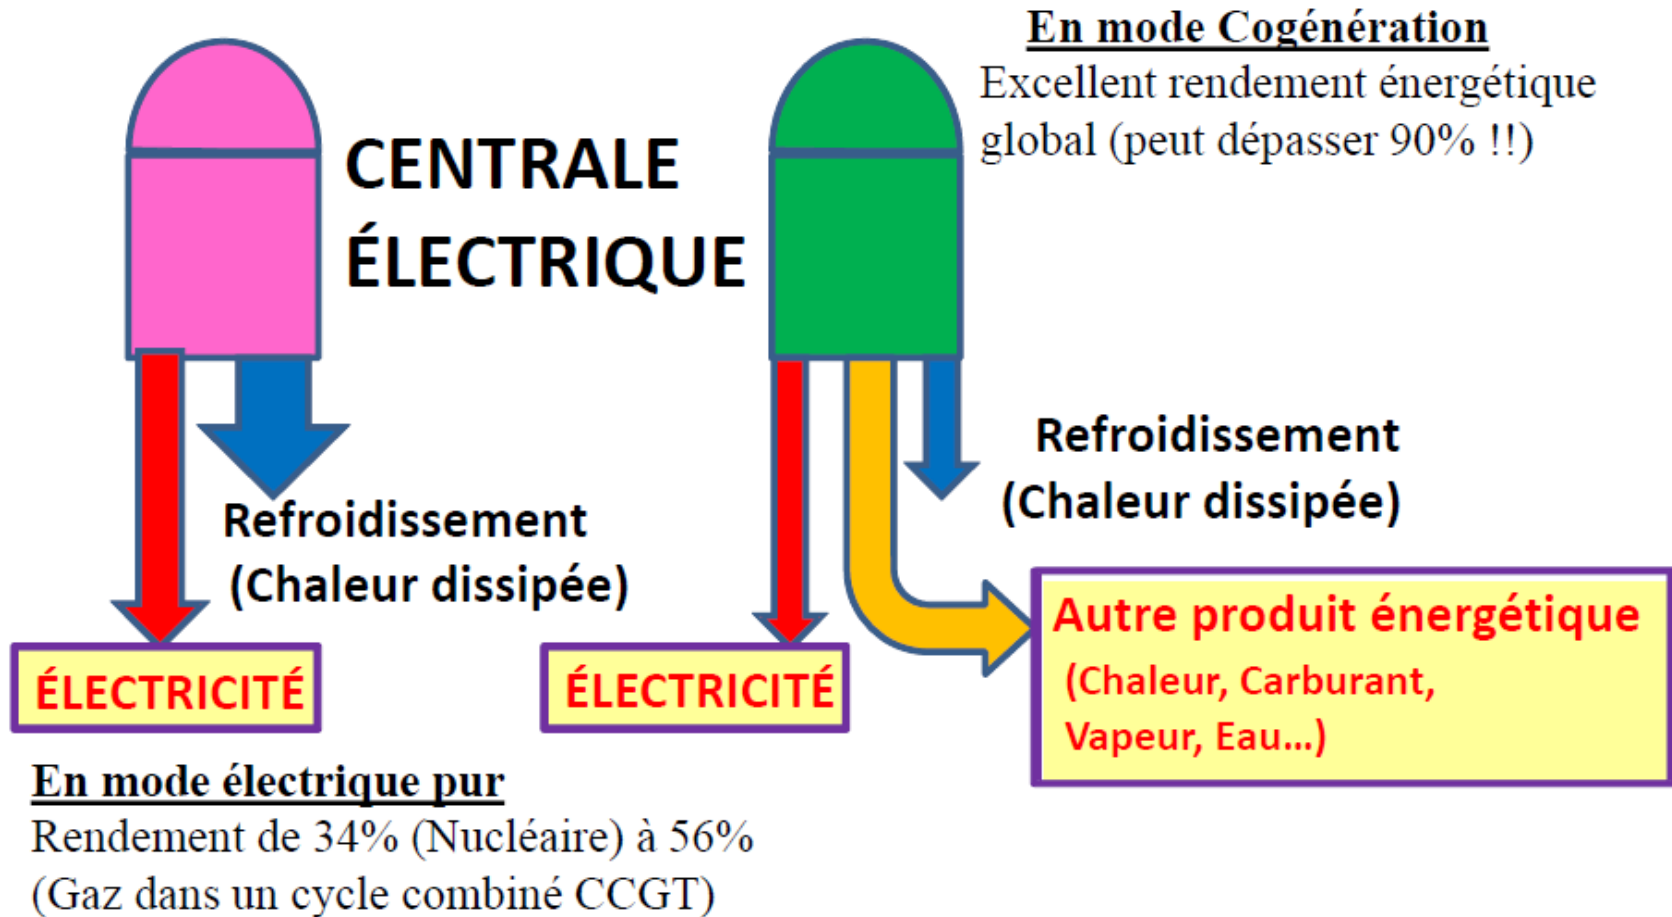 En mode Cogénération
Excellent rendement énergétique
global (peut dépasser 90% !!)
CENTRALE
ÉLECTRIQUE
Refroidissement
(Chaleur dissipée)
Refroidissement
(Chaleur dissipée)
ÉLECTRICITÉ
ÉLECTRICITÉ
Autre produit énergétique
(Chaleur, Carburant,
Vapeur, Eau...)
En mode électrique pur
Rendement de 34% (Nucléaire) à 56%
(Gaz dans un cycle combiné CCGT)